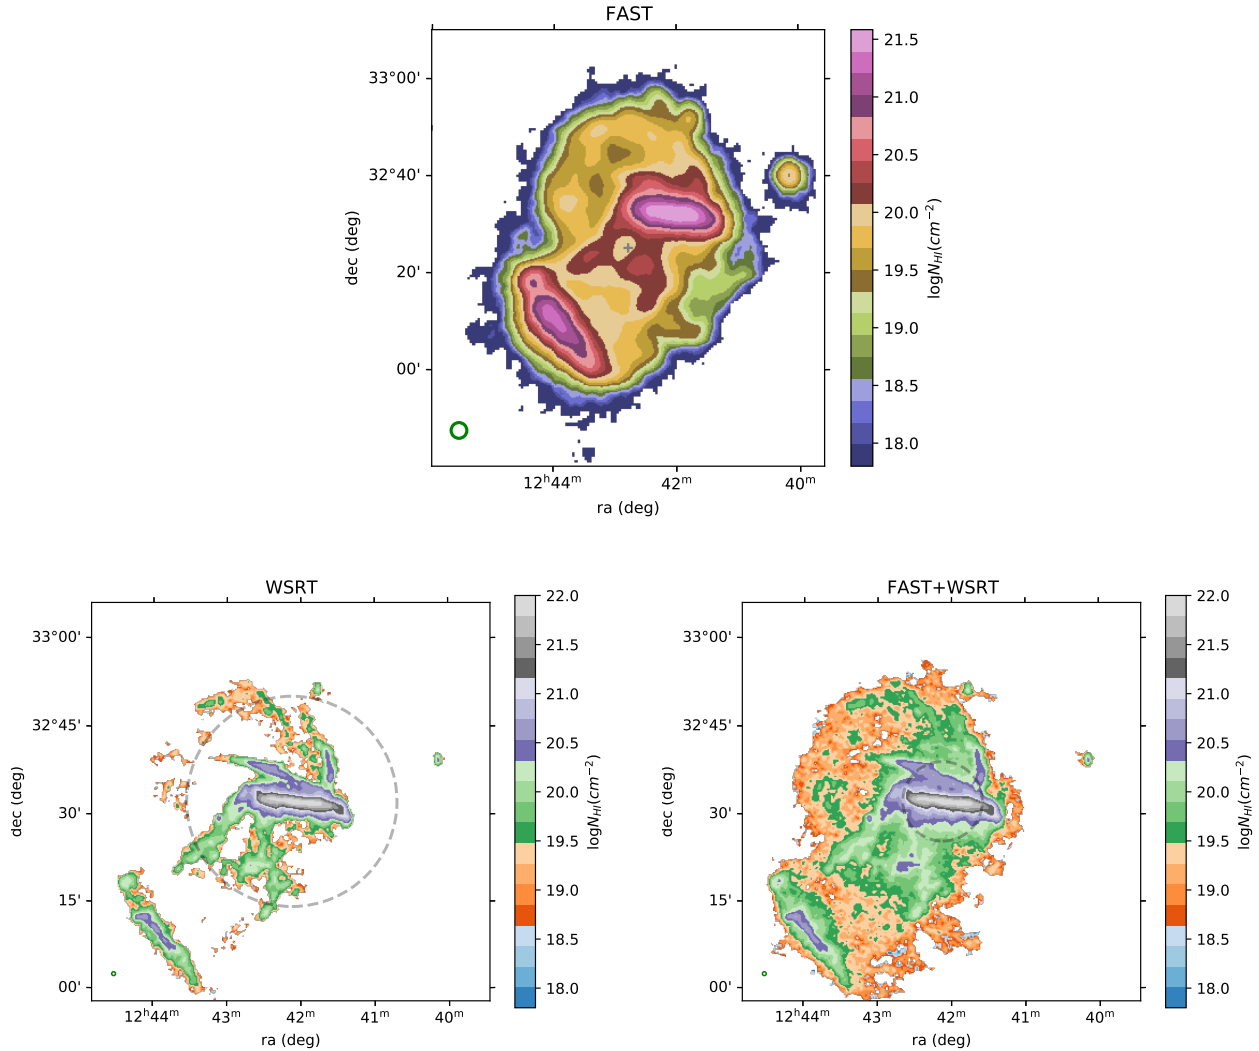 FAST
33°00'
32°40'
20'
00'
dec (deg)
12ʰ44ᵐ
42ᵐ
40ᵐ
ra (deg)
21.5
21.0
20.5
20.0
19.5
19.0
18.5
18.0
logN_HI(cm⁻²)
WSRT
33°00'
32°45'
30'
15'
00'
dec (deg)
12ʰ44ᵐ
43ᵐ
42ᵐ
41ᵐ
40ᵐ
ra (deg)
22.0
21.5
21.0
20.5
20.0
19.5
19.0
18.5
18.0
logN_HI(cm⁻²)
FAST+WSRT
33°00'
32°45'
30'
15'
00'
dec (deg)
12ʰ44ᵐ
43ᵐ
42ᵐ
41ᵐ
40ᵐ
ra (deg)
22.0
21.5
21.0
20.5
20.0
19.5
19.0
18.5
18.0
logN_HI(cm⁻²)